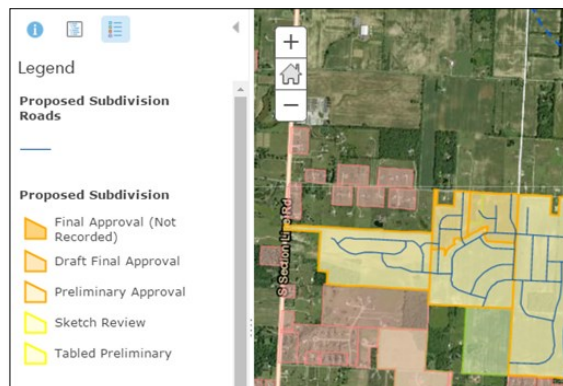 Legend
Proposed Subdivision
Roads
Proposed Subdivision
Final Approval (Not
Recorded)
Draft Final Approval
Preliminary Approval
Sketch Review
Tabled Preliminary
S Section Line Rd